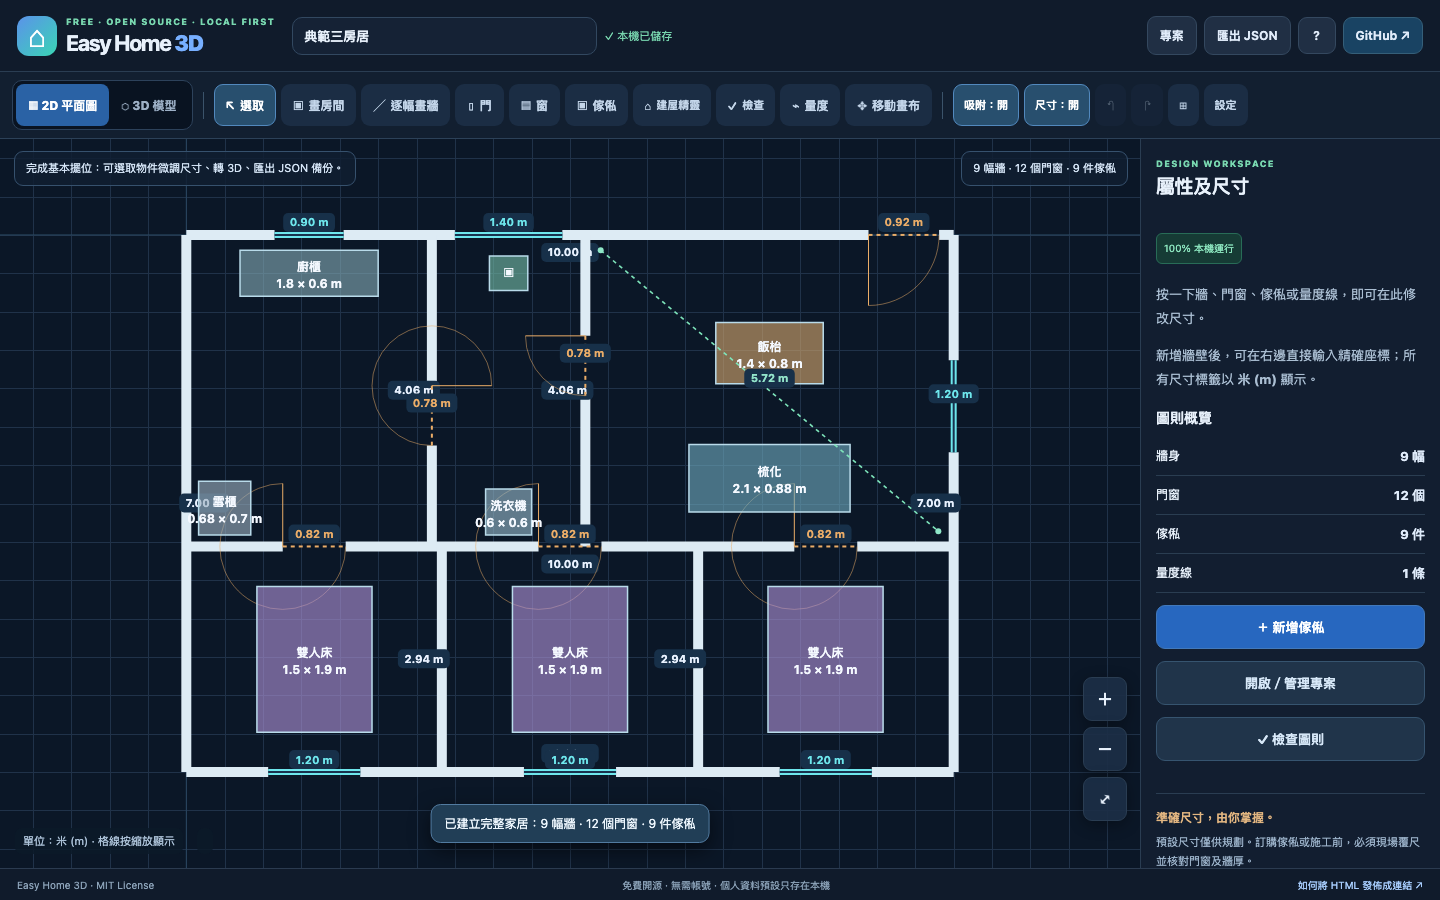 FREE · OPEN SOURCE · LOCAL FIRST
Easy Home 3D
典範三房居
✓ 本機已儲存
專案
匯出 JSON
?
GitHub ↗
2D 平面圖
3D 模型
選取
畫房間
逐幅畫牆
門
窗
傢俬
建屋精靈
✓ 檢查
量度
移動畫布
吸附：開
尺寸：開
設定
完成基本擺位：可選取物件微調尺寸、轉 3D、匯出 JSON 備份。
9 幅牆 · 12 個門窗 · 9 件傢俬
0.90 m
1.40 m
0.92 m
10.00
廚櫃
1.8 × 0.6 m
0.78 m
飯枱
1.4 × 0.8 m
5.72 m
4.06 m
4.06 m
0.78 m
1.20 m
梳化
2.1 × 0.88 m
7.00
雪櫃
0.68 × 0.7 m
洗衣機
0.6 × 0.6 m
7.00 m
0.82 m
0.82 m
0.82 m
10.00 m
雙人床
1.5 × 1.9 m
2.94 m
雙人床
1.5 × 1.9 m
2.94 m
雙人床
1.5 × 1.9 m
1.20 m
1.20 m
1.20 m
+
−
已建立完整家居：9 幅牆 · 12 個門窗 · 9 件傢俬
單位：米 (m) · 格線按縮放顯示
DESIGN WORKSPACE
屬性及尺寸
100% 本機運行
按一下牆、門窗、傢俬或量度線，即可在此修
改尺寸。
新增牆壁後，可在右邊直接輸入精確座標；所
有尺寸標籤以 米 (m) 顯示。
圖則概覽
牆身 9 幅
門窗 12 個
傢俬 9 件
量度線 1 條
＋ 新增傢俬
開啟 / 管理專案
✓ 檢查圖則
準確尺寸，由你掌握。
預設尺寸僅供規劃。訂購傢俬或施工前，必須現場覆尺
並核對門窗及牆厚。
Easy Home 3D · MIT License
免費開源 · 無需帳號 · 個人資料預設只存在本機
如何將 HTML 發佈成連結 ↗